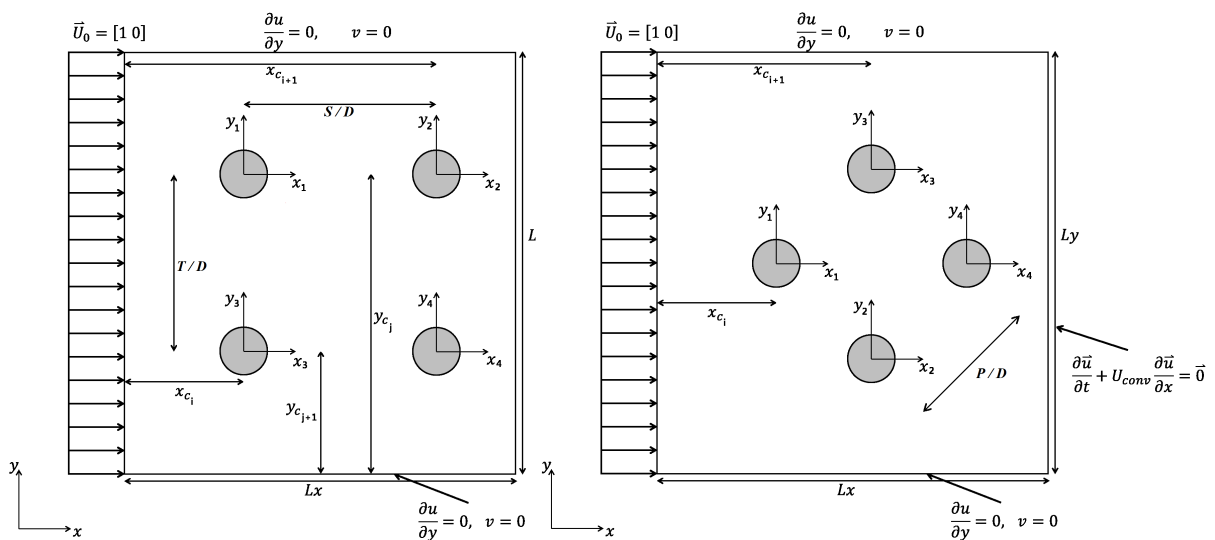 U⃗₀ = [1 0]
∂u/∂y = 0, v = 0
x_{c_{i+1}}
S / D
y₁
y₂
x₁
x₂
T / D
L
y₃
y₄
y_{c_j}
x₃
x₄
x_{c_i}
y_{c_{j+1}}
y
Lx
x
∂u/∂y = 0, v = 0
U⃗₀ = [1 0]
∂u/∂y = 0, v = 0
x_{c_{i+1}}
y₃
x₃
y₁
y₄
Ly
x₁
x₄
x_{c_i}
y₂
x₂
P / D
∂u⃗/∂t + U_{conv} ∂u⃗/∂x = 0⃗
y
Lx
x
∂u/∂y = 0, v = 0